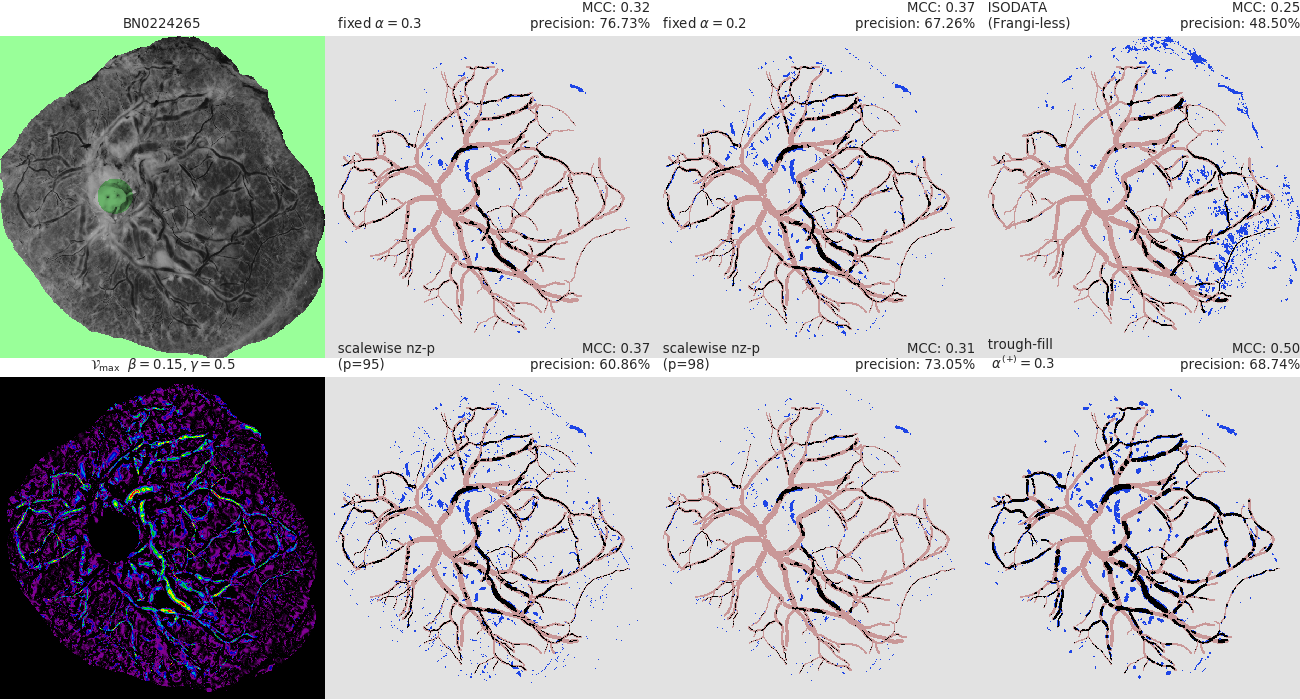 BN0224265
fixed α = 0.3
MCC: 0.32
precision: 76.73%
fixed α = 0.2
MCC: 0.37
precision: 67.26%
ISODATA
(Frangi-less)
MCC: 0.25
precision: 48.50%
𝒱max β = 0.15, γ = 0.5
scalewise nz-p
(p=95)
MCC: 0.37
precision: 60.86%
scalewise nz-p
(p=98)
MCC: 0.31
precision: 73.05%
trough-fill
α(+) = 0.3
MCC: 0.50
precision: 68.74%